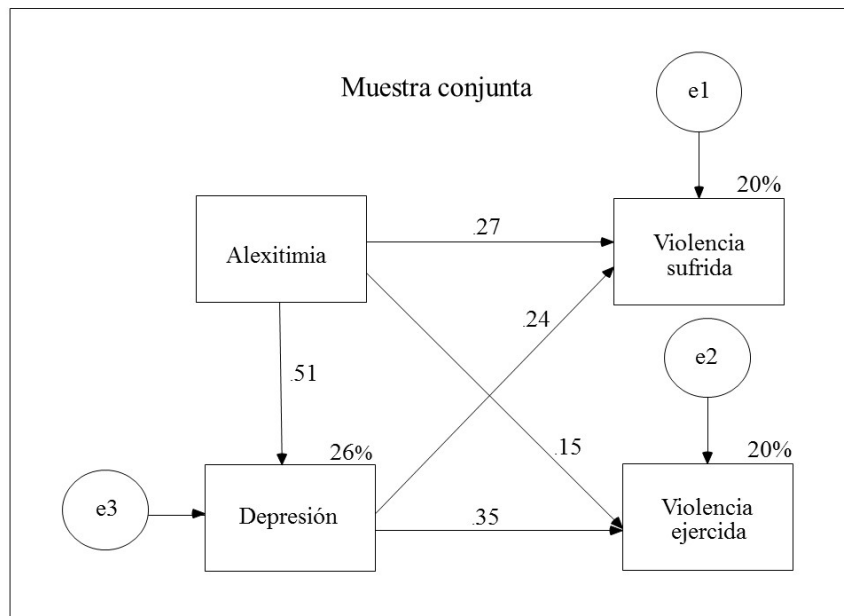 Muestra conjunta
e1
20%
Alexitimia
.27
Violencia
sufrida
.24
e2
.51
26%
.15
20%
e3
Depresión
.35
Violencia
ejercida